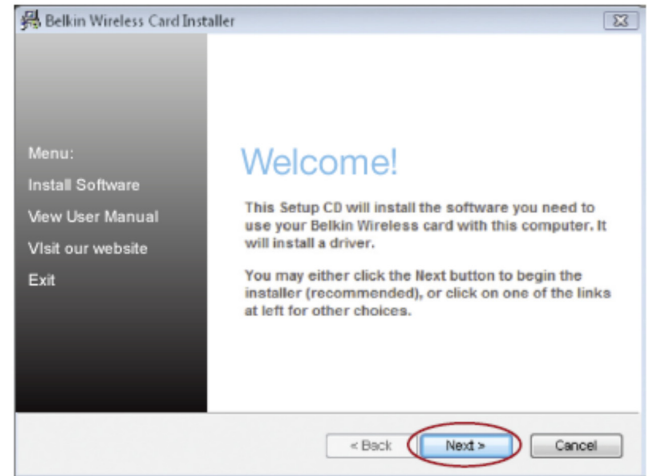 Belkin Wireless Card Installer
Menu:
Install Software
View User Manual
VIsit our website
Exit
Welcome!
This Setup CD will install the software you need to
use your Belkin Wireless card with this computer. It
will install a driver.
You may either click the Next button to begin the
installer (recommended), or click on one of the links
at left for other choices.
< Back
Next >
Cancel